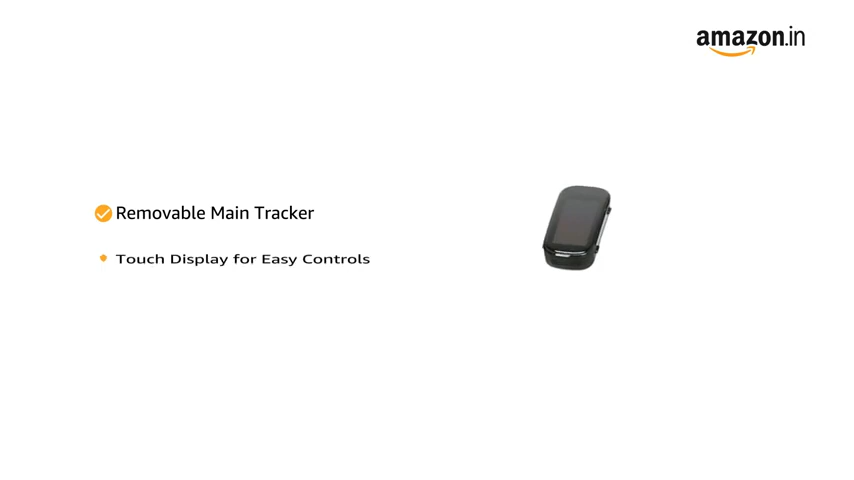 amazon.in
Removable Main Tracker
Touch Display for Easy Controls